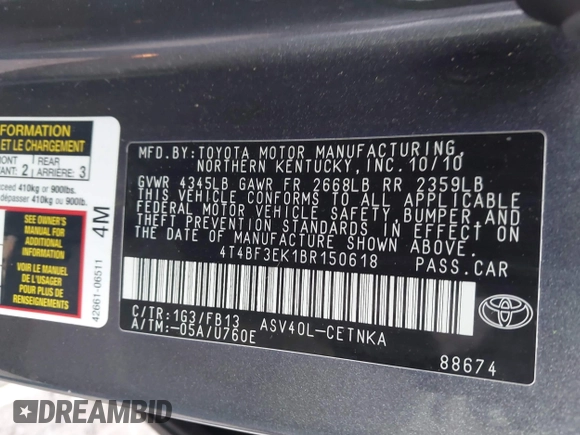 FORMATION
ET LE CHARGEMENT
REAR
VANT: 2 ARRIÈRE: 3
xceed 410kg or 900lbs.
dépasser 410kg ou 900lbs.
SEE OWNER'S
MANUAL FOR
ADDITIONAL
INFORMATION
VOIR LE MANUEL
DE L'USAGER
POUR PLUS DE
RENSEIGNEMENTS
4M
42661-06511
MFD.BY:TOYOTA MOTOR MANUFACTURING,
NORTHERN KENTUCKY, INC. 10/10
GVWR 4345LB GAWR FR 2668LB RR 2359LB
THIS VEHICLE CONFORMS TO ALL APPLICABLE
FEDERAL MOTOR VEHICLE SAFETY, BUMPER, AND
THEFT PREVENTION STANDARDS IN EFFECT ON
THE DATE OF MANUFACTURE SHOWN ABOVE.
4T4BF3EK1BR150618 PASS.CAR
C/TR:1G3/FB13 ASV40L-CETNKA
A/TM:-05A/U760E
88674
DREAMBID